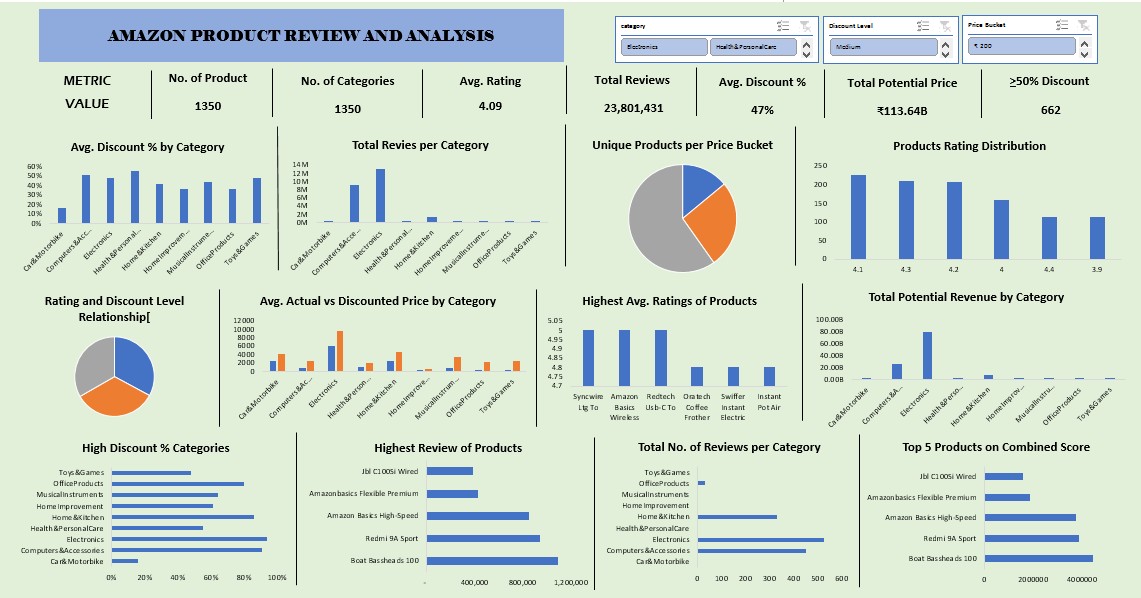 AMAZON PRODUCT REVIEW AND ANALYSIS
category
Electronics
Health&PersonalCare
Discount Level
Medium
Price Bucket
₹ 200
METRIC
VALUE
No. of Product
1350
No. of Categories
1350
Avg. Rating
4.09
Total Reviews
23,801,431
Avg. Discount %
47%
Total Potential Price
₹113.64B
>50% Discount
662
Avg. Discount % by Category
60%
50%
40%
30%
20%
10%
0%
Car&Motorbike
Computers&Acc...
Electronics
Health&Personal...
Home&Kitchen
HomeImprovem...
MusicalInstrume...
OfficeProducts
Toys&Games
Total Revies per Category
14M
12M
10M
8M
6M
4M
2M
0M
Car&Motorbike
Computers&Acce...
Electronics
Health&Personal...
Home&Kitchen
HomeImproveme...
MusicalInstrume...
OfficeProducts
Toys&Games
Unique Products per Price Bucket
Products Rating Distribution
250
200
150
100
50
0
4.1
4.3
4.2
4
4.4
3.9
Rating and Discount Level
Relationship[
Avg. Actual vs Discounted Price by Category
12000
10000
8000
6000
4000
2000
0
Car&Motorbike
Computers&Ac...
Electronics
Health&Person...
Home&Kitchen
HomeImprove...
MusicalInstrum...
OfficeProducts
Toys&Games
Highest Avg. Ratings of Products
5.05
5
4.95
4.9
4.85
4.8
4.75
4.7
Syncwire
Ltg To
Amazon
Basics
Wireless
Redtech
Usb-C To
Oratech
Coffee
Frother
Swiffer
Instant
Electric
Instant
Pot Air
Total Potential Revenue by Category
100.00B
80.00B
60.00B
40.00B
20.00B
0.00B
Car&Motorbike
Computers&A...
Electronics
Health&Perso...
Home&Kitchen
HomeImprov...
MusicalInstru...
OfficeProducts
Toys&Games
High Discount % Categories
Toys&Games
OfficeProducts
MusicalInstruments
HomeImprovement
Home&Kitchen
Health&PersonalCare
Electronics
Computers&Accessories
Car&Motorbike
0%
20%
40%
60%
80%
100%
Highest Review of Products
Jbl C100Si Wired
Amazonbasics Flexible Premium
Amazon Basics High-Speed
Redmi 9A Sport
Boat Bassheads 100
-
400,000
800,000
1,200,000
Total No. of Reviews per Category
Toys&Games
OfficeProducts
MusicalInstruments
HomeImprovement
Home&Kitchen
Health&PersonalCare
Electronics
Computers&Accessories
Car&Motorbike
0
100
200
300
400
500
600
Top 5 Products on Combined Score
Jbl C100Si Wired
Amazonbasics Flexible Premium
Amazon Basics High-Speed
Redmi 9A Sport
Boat Bassheads 100
0
2000000
4000000